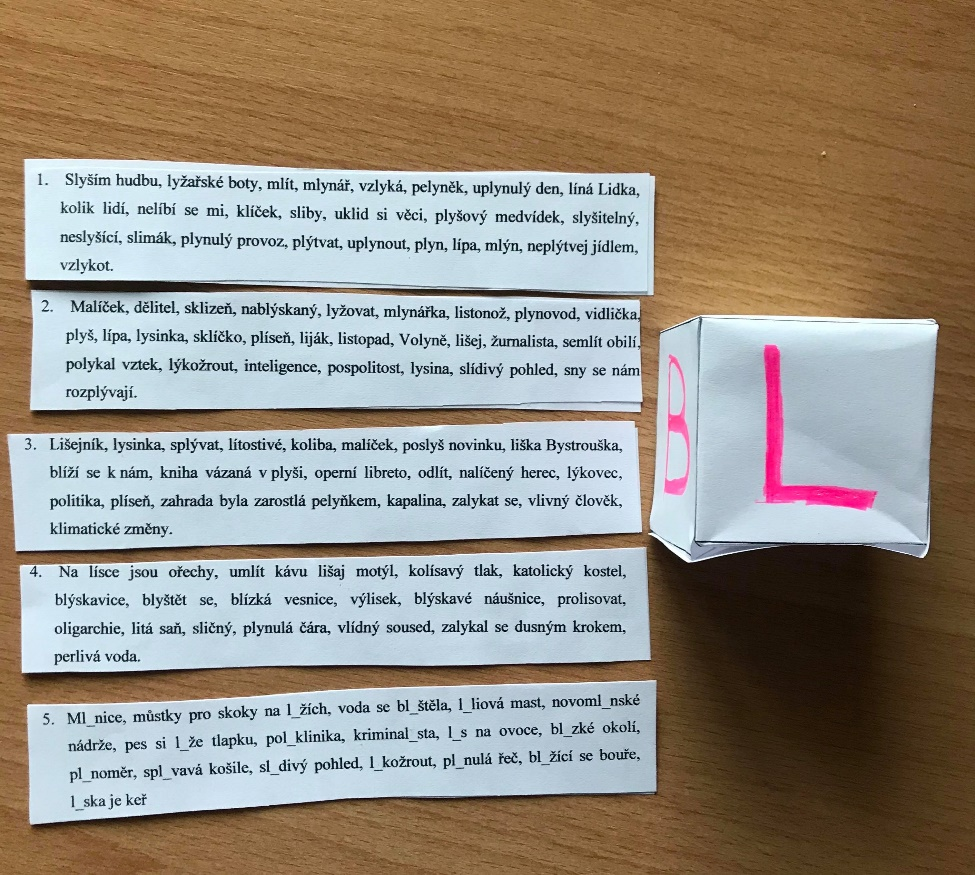 1. Slyším hudbu, lyžařské boty, mlít, mlynář, vzlyká, pelyněk, uplynulý den, líná Lidka,
kolik lidí, nelíbí se mi, klíček, sliby, uklid si věci, plyšový medvídek, slyšitelný,
neslyšící, slimák, plynulý provoz, plýtvat, uplynout, plyn, lípa, mlýn, neplýtvej jídlem,
vzlykot.
2. Malíček, dělitel, sklizeň, nablýskaný, lyžovat, mlynářka, listonož, plynovod, vidlička,
plyš, lípa, lysinka, sklíčko, plíseň, liják, listopad, Volyně, lišej, žurnalista, semlít obilí,
polykal vztek, lýkožrout, inteligence, pospolitost, lysina, slídivý pohled, sny se nám
rozplývají.
3. Lišejník, lysinka, splývat, lítostivé, koliba, malíček, poslyš novinku, liška Bystrouška,
blíží se k nám, kniha vázaná v plyši, operní libreto, odlít, nalíčený herec, lýkovec,
politika, plíseň, zahrada byla zarostlá pelyňkem, kapalina, zalykat se, vlivný člověk,
klimatické změny.
4. Na lísce jsou ořechy, umlít kávu lišaj motýl, kolísavý tlak, katolický kostel,
blýskavice, blyštět se, blízká vesnice, výlisek, blýskavé náušnice, prolisovat,
oligarchie, lítá saň, sličný, plynulá čára, vlídný soused, zalykal se dusným krokem,
perlivá voda.
5. Ml_nice, můstky pro skoky na l_žích, voda se bl_štěla, l_liová mast, novoml_nské
nádrže, pes si l_že tlapku, pol_klinika, kriminal_sta, l_s na ovoce, bl_zké okolí,
pl_noměr, spl_vavá košile, sl_divý pohled, l_kožrout, pl_nulá řeč, bl_žící se bouře,
l_ska je keř
B
L